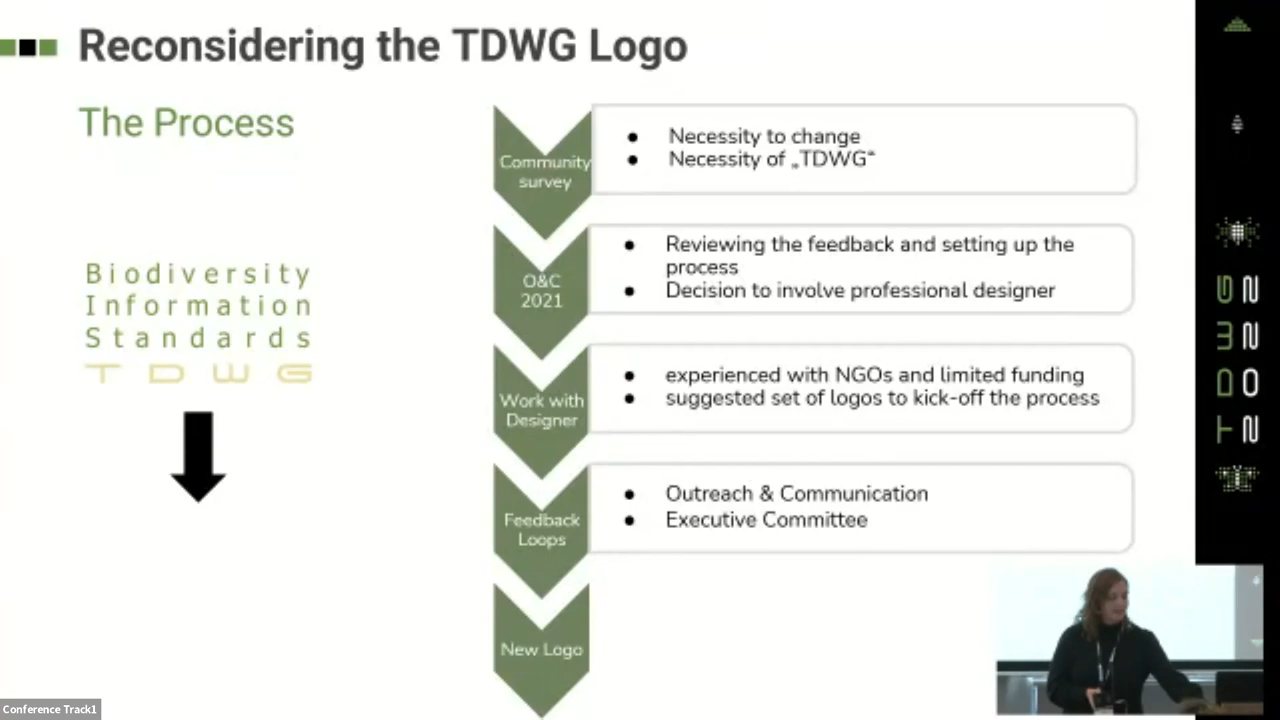 Reconsidering the TDWG Logo
The Process
Biodiversity
Information
Standards
TDWG
Community
survey
• Necessity to change
• Necessity of „TDWG“
O&C
2021
• Reviewing the feedback and setting up the
process
• Decision to involve professional designer
Work with
Designer
• experienced with NGOs and limited funding
• suggested set of logos to kick-off the process
Feedback
Loops
• Outreach & Communication
• Executive Committee
New Logo
TDWG
Conference Track1